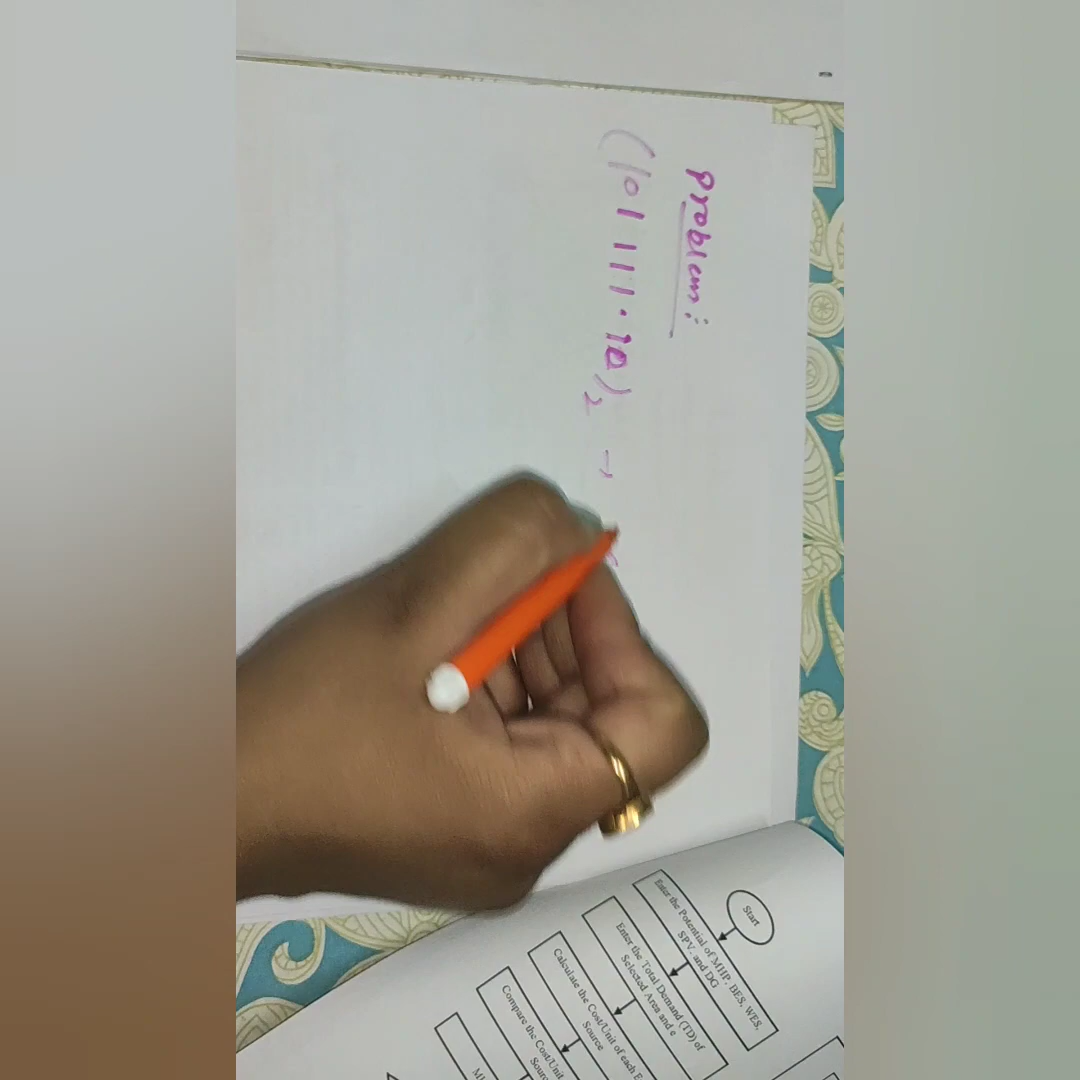 Problem:
(101111.10)₂ →
Start
Enter the Potential of MHP, BES, WES,
SPV, and DG
Enter the Total Demand (TD) of
Selected Area and e
Calculate the Cost/Unit of each E
Source
Compare the Cost/Unit
Sour